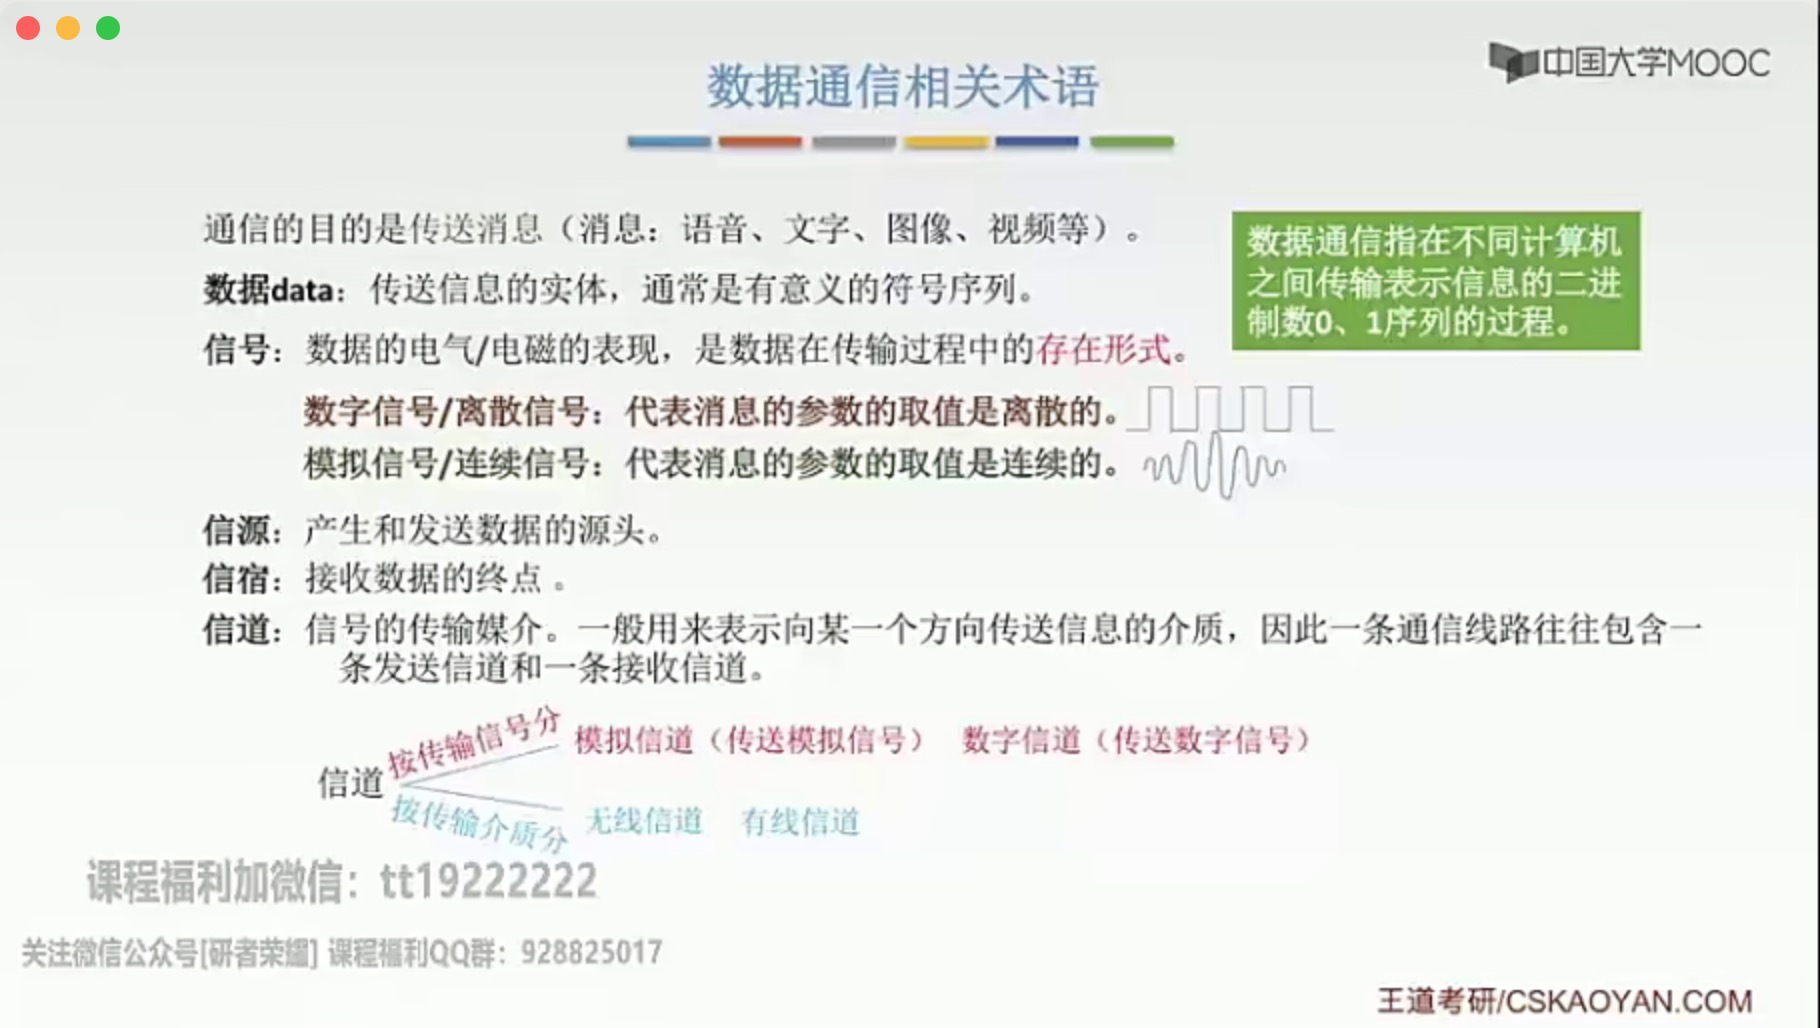 中国大学MOOC
数据通信相关术语
通信的目的是传送消息（消息：语音、文字、图像、视频等）。
数据通信指在不同计算机
之间传输表示信息的二进
制数0、1序列的过程。
数据data：传送信息的实体，通常是有意义的符号序列。
信号：数据的电气/电磁的表现，是数据在传输过程中的存在形式。
数字信号/离散信号：代表消息的参数的取值是离散的。
模拟信号/连续信号：代表消息的参数的取值是连续的。
信源：产生和发送数据的源头。
信宿：接收数据的终点 。
信道：信号的传输媒介。一般用来表示向某一个方向传送信息的介质，因此一条通信线路往往包含一
条发送信道和一条接收信道。
信道
按传输信号分
模拟信道（传送模拟信号） 数字信道（传送数字信号）
按传输介质分
无线信道 有线信道
课程福利加微信：tt19222222
关注微信公众号[研者荣耀] 课程福利QQ群：928825017
王道考研/CSKAOYAN.COM